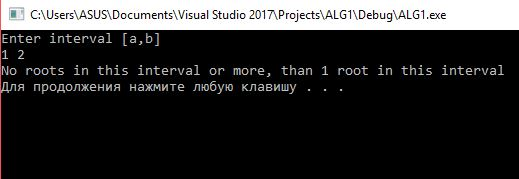 C:\Users\ASUS\Documents\Visual Studio 2017\Projects\ALG1\Debug\ALG1.exe
Enter interval [a,b]
1 2
No roots in this interval or more, than 1 root in this interval
Для продолжения нажмите любую клавишу . . .